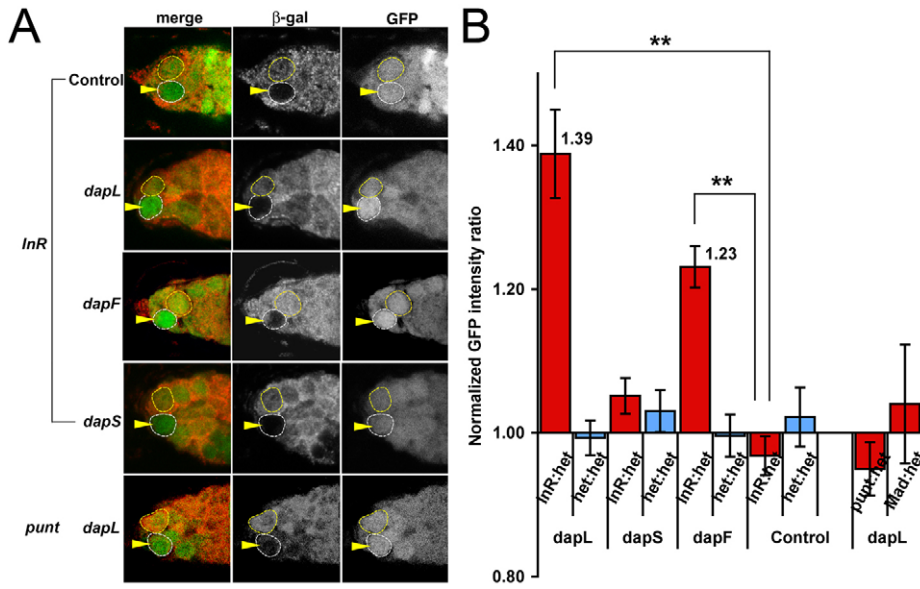 A
merge β-gal GFP
Control
dapL
InR
dapF
dapS
punt dapL
B
Normalized GFP intensity ratio
1.40
1.20
1.00
0.80
**
1.39
**
1.23
InR:het het:het InR:het het:het InR:het het:het InR:het het:het punt:het Mad:het
dapL dapS dapF Control dapL